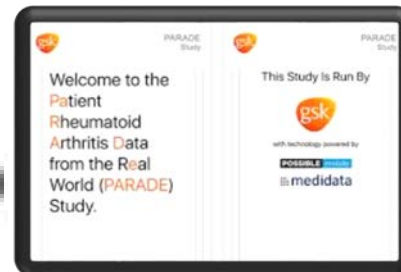 gsk
PARADE
Study
Welcome to the
Patient
Rheumatoid
Arthritis Data
from the Real
World (PARADE)
Study.
gsk
PARADE
Study
This Study Is Run By
gsk
with technology powered by
POSSIBLE mobile
medidata